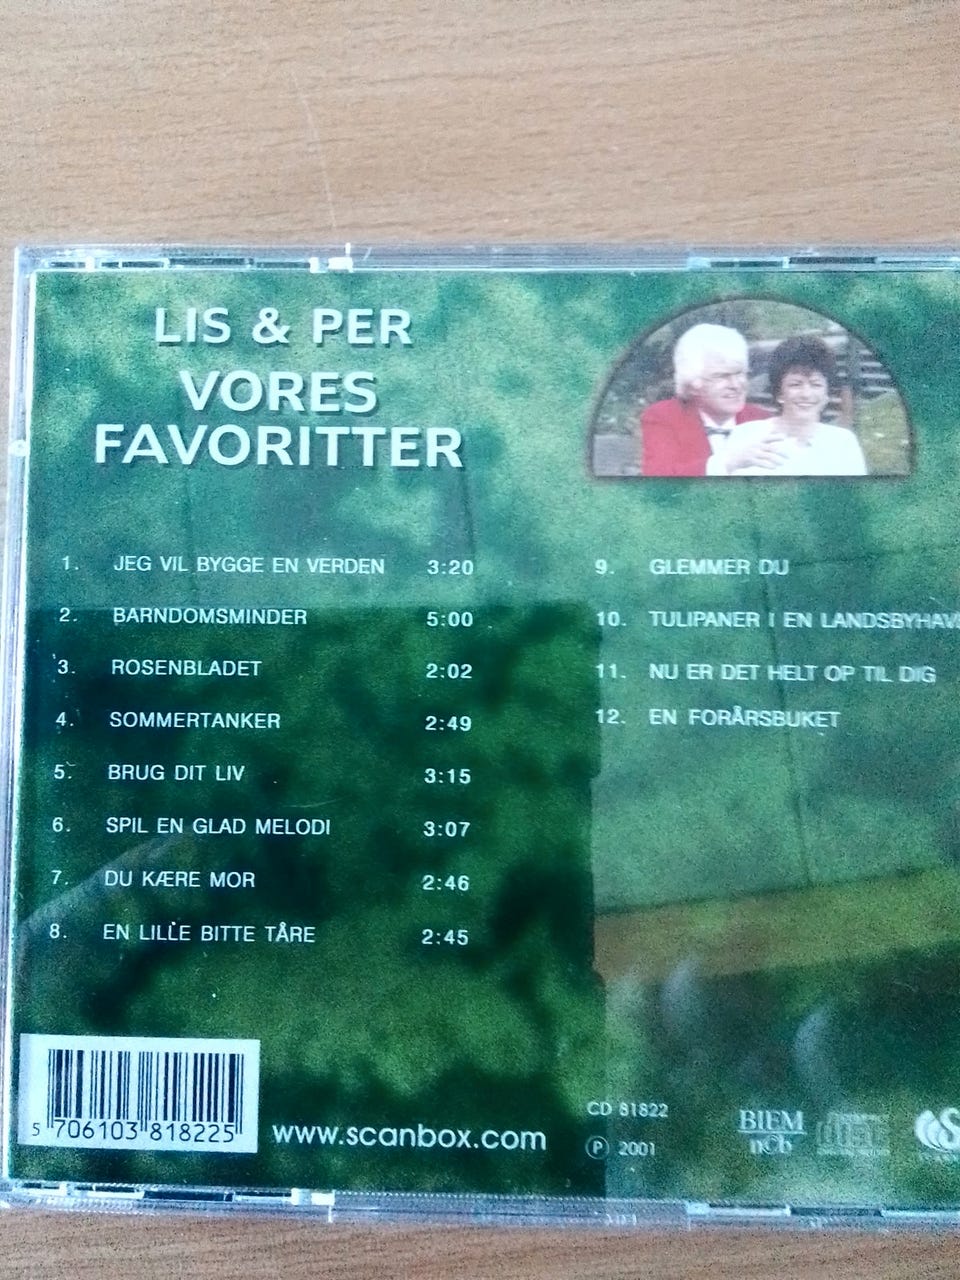 LIS & PER
VORES
FAVORITTER
1. JEG VIL BYGGE EN VERDEN 3:20
2. BARNDOMSMINDER 5:00
3. ROSENBLADET 2:02
4. SOMMERTANKER 2:49
5. BRUG DIT LIV 3:15
6. SPIL EN GLAD MELODI 3:07
7. DU KÆRE MOR 2:46
8. EN LILLE BITTE TÅRE 2:45
9. GLEMMER DU
10. TULIPANER I EN LANDSBYHAV
11. NU ER DET HELT OP TIL DIG
12. EN FORÅRSBUKET
5 706103 818225
www.scanbox.com
CD 81822
Ⓟ 2001
BIEM
n©b
disc